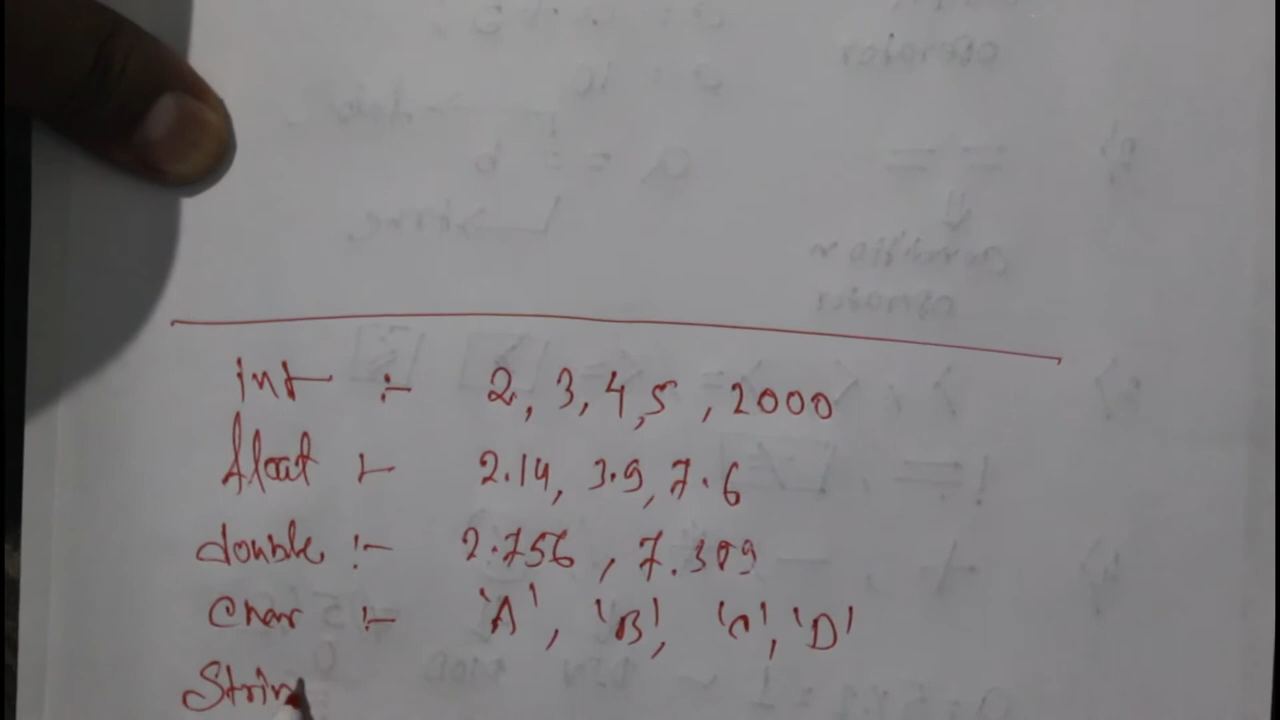 int :- 2, 3, 4, 5, 2000
float :- 2.14, 3.9, 7.6
double :- 2.756, 7.389
Char :- 'A', 'B', 'C', 'D'
Strin